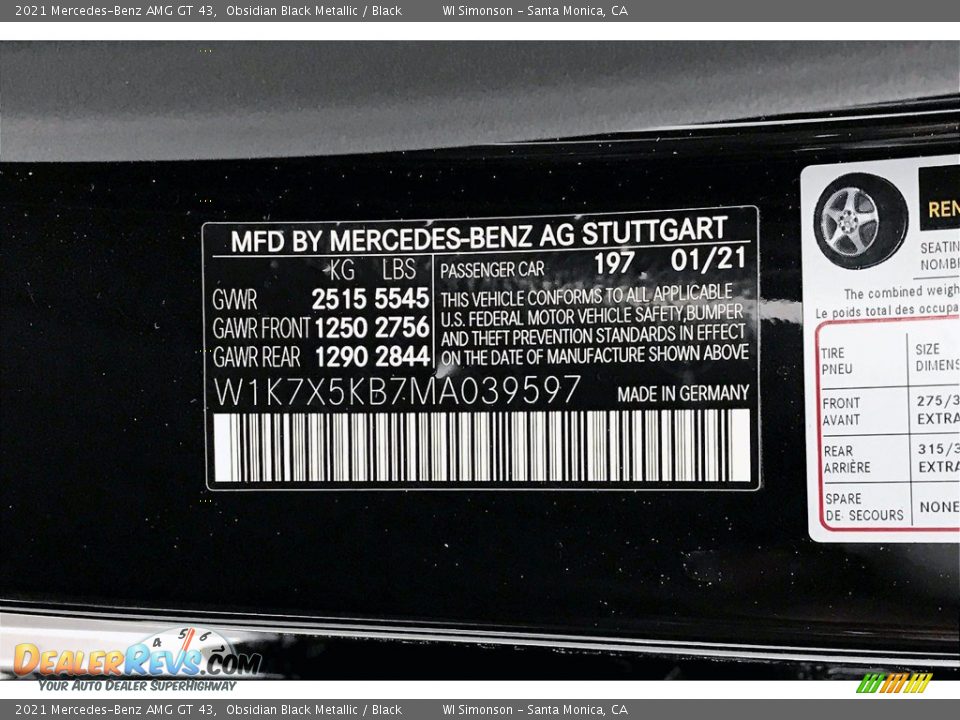 2021 Mercedes-Benz AMG GT 43, Obsidian Black Metallic / Black WI Simonson - Santa Monica, CA
MFD BY MERCEDES-BENZ AG STUTTGART
KG LBS
GVWR 2515 5545
GAWR FRONT 1250 2756
GAWR REAR 1290 2844
PASSENGER CAR 197 01/21
THIS VEHICLE CONFORMS TO ALL APPLICABLE
U.S. FEDERAL MOTOR VEHICLE SAFETY,BUMPER
AND THEFT PREVENTION STANDARDS IN EFFECT
ON THE DATE OF MANUFACTURE SHOWN ABOVE
W1K7X5KB7MA039597 MADE IN GERMANY
REN
SEATIN
NOMBR
The combined weigh
Le poids total des occupa
TIRE
PNEU
SIZE
DIMENS
FRONT
AVANT
275/3
EXTRA
REAR
ARRIÈRE
315/3
EXTRA
SPARE
DE SECOURS
NONE
4 5 6
DEALERREVS.COM
YOUR AUTO DEALER SUPERHIGHWAY
2021 Mercedes-Benz AMG GT 43, Obsidian Black Metallic / Black WI Simonson - Santa Monica, CA